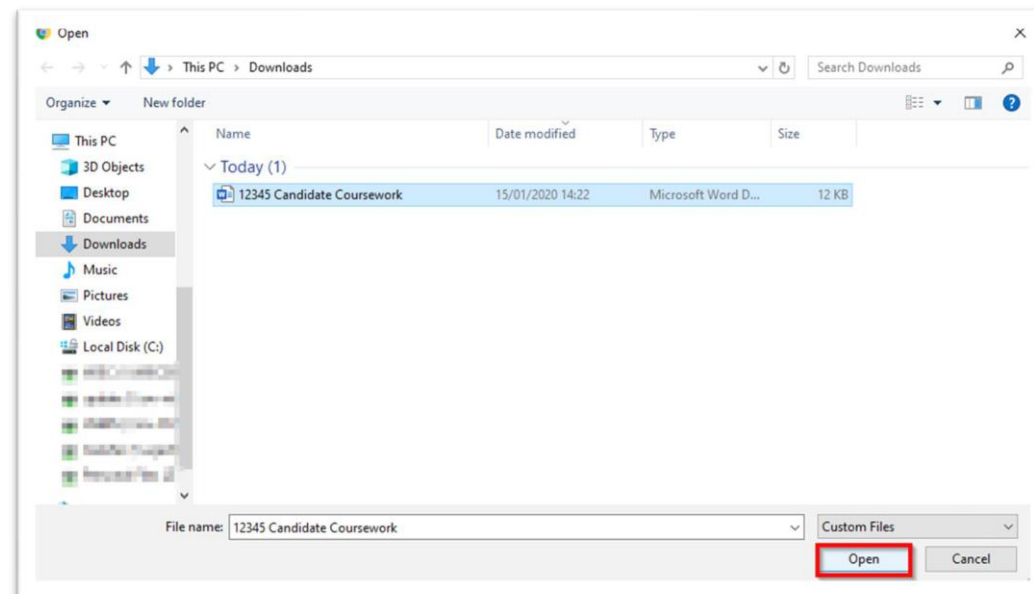 Open
This PC > Downloads
Search Downloads
Organize
New folder
Name
Date modified
Type
Size
This PC
3D Objects
Desktop
Documents
Downloads
Music
Pictures
Videos
Local Disk (C:)
Today (1)
12345 Candidate Coursework
15/01/2020 14:22
Microsoft Word D...
12 KB
File name:
12345 Candidate Coursework
Custom Files
Open
Cancel